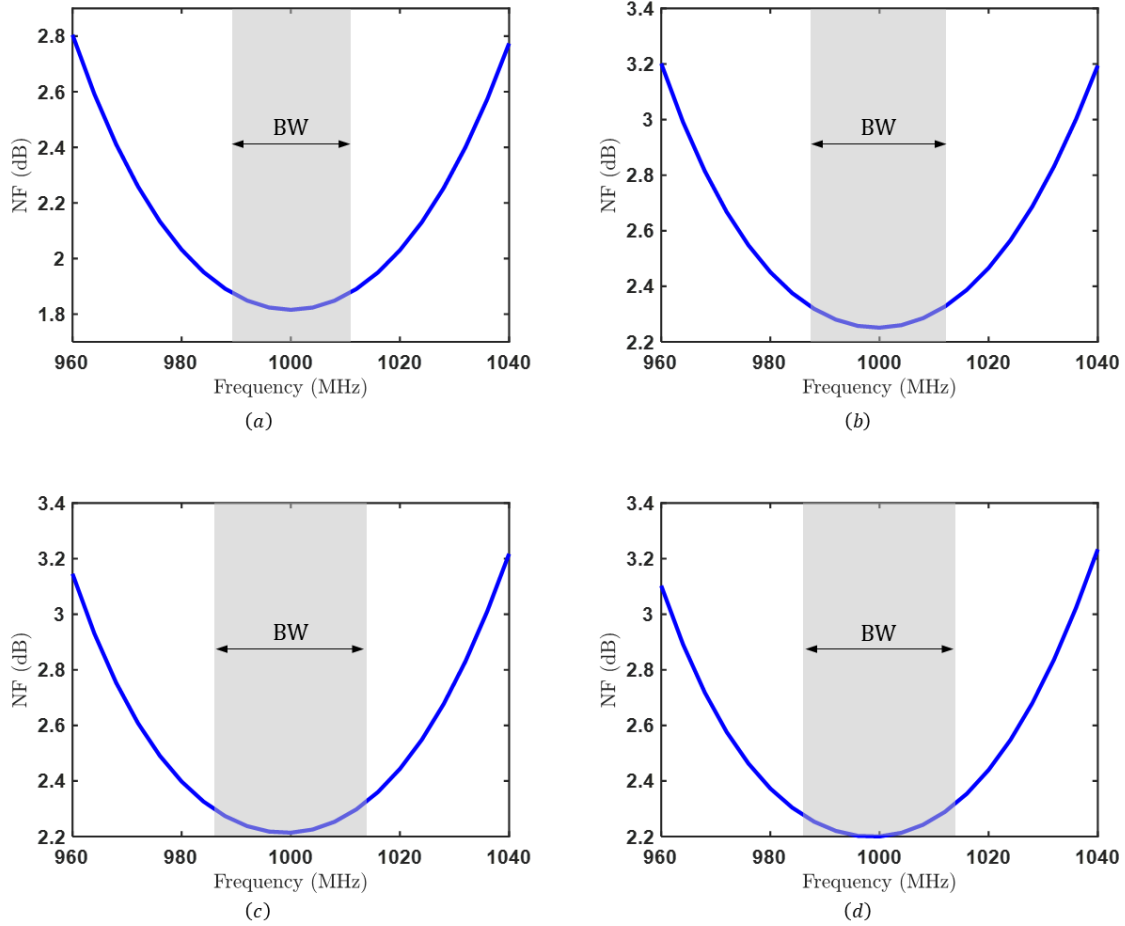 2.8
2.6
2.4
2.2
2
1.8
NF (dB)
BW
960 980 1000 1020 1040
Frequency (MHz)
(a)
3.4
3.2
3
2.8
2.6
2.4
2.2
NF (dB)
BW
960 980 1000 1020 1040
Frequency (MHz)
(b)
3.4
3.2
3
2.8
2.6
2.4
2.2
NF (dB)
BW
960 980 1000 1020 1040
Frequency (MHz)
(c)
3.4
3.2
3
2.8
2.6
2.4
2.2
NF (dB)
BW
960 980 1000 1020 1040
Frequency (MHz)
(d)